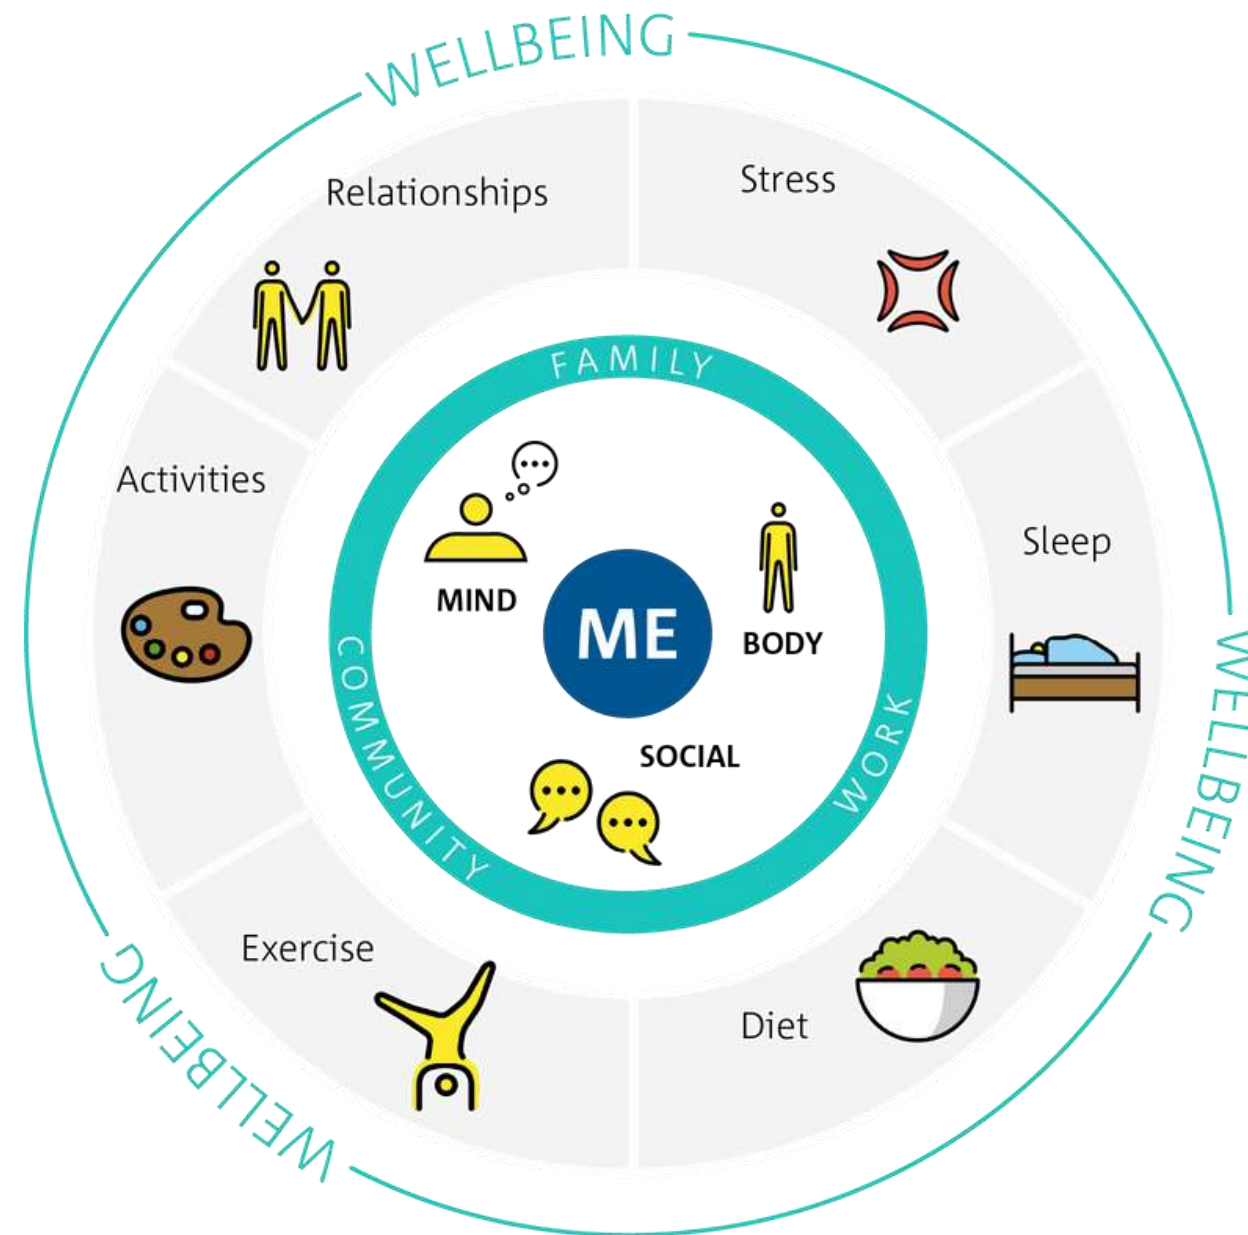 WELLBEING
Relationships
Stress
Activities
Sleep
Exercise
Diet
FAMILY
COMMUNITY
WORK
MIND
ME
BODY
SOCIAL
WELLBEING
WELLBEING